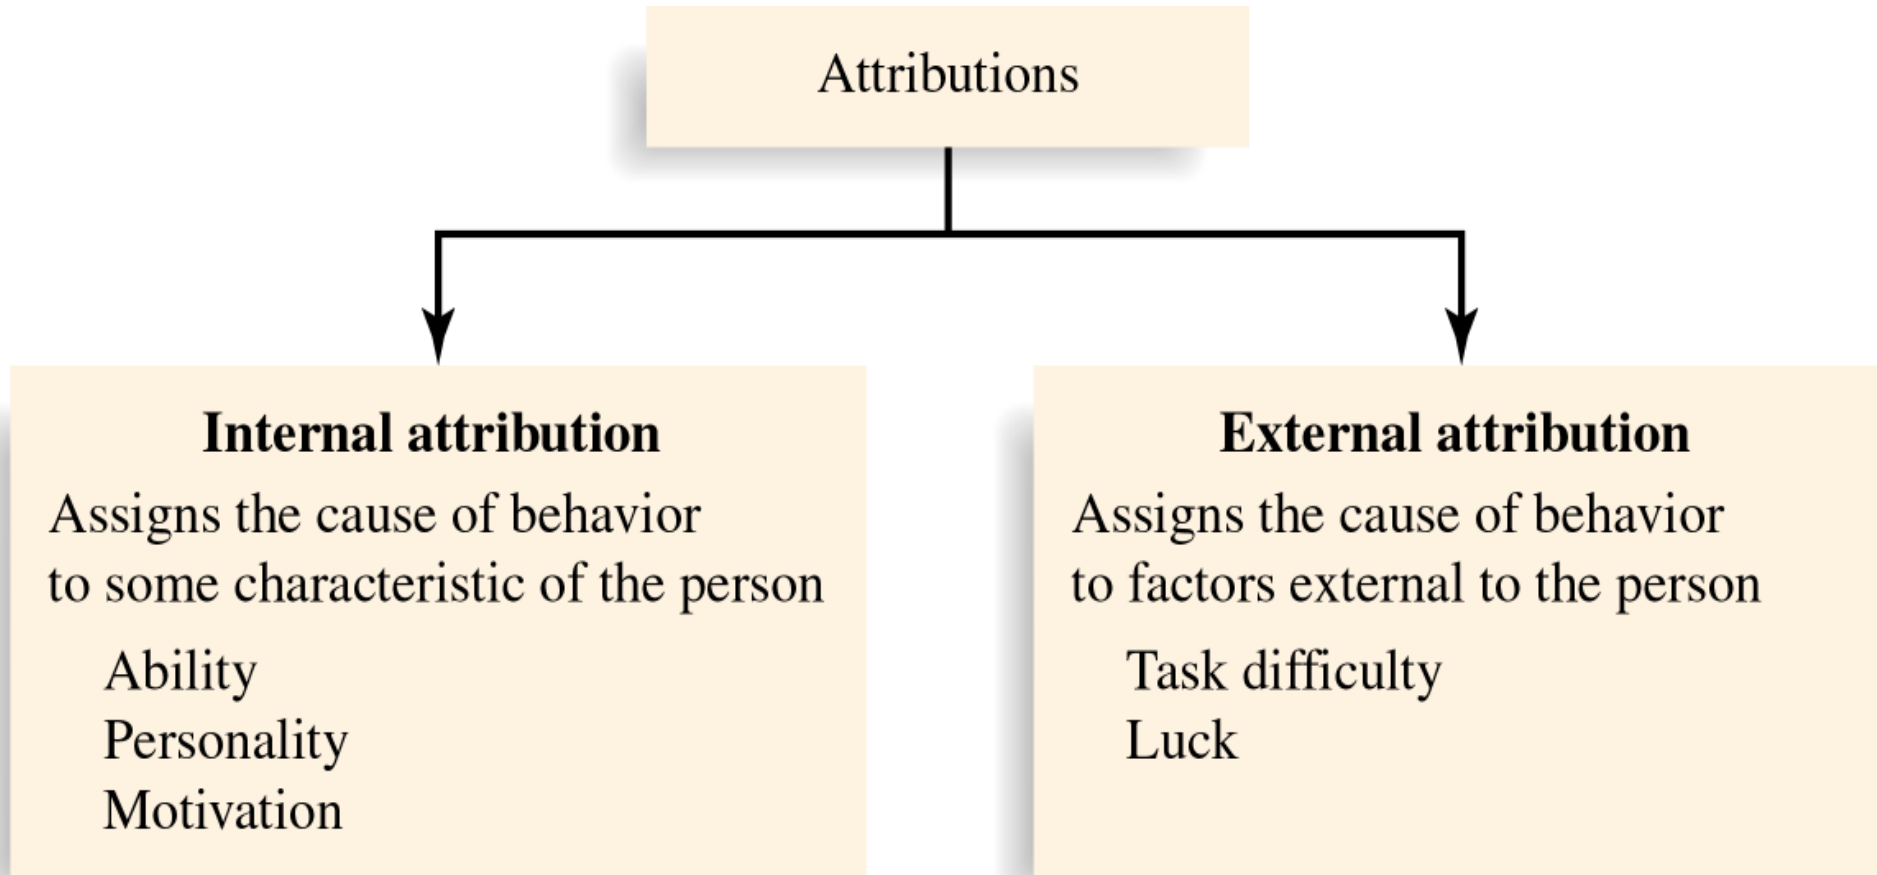 Attributions
Internal attribution
Assigns the cause of behavior
to some characteristic of the person
Ability
Personality
Motivation
External attribution
Assigns the cause of behavior
to factors external to the person
Task difficulty
Luck